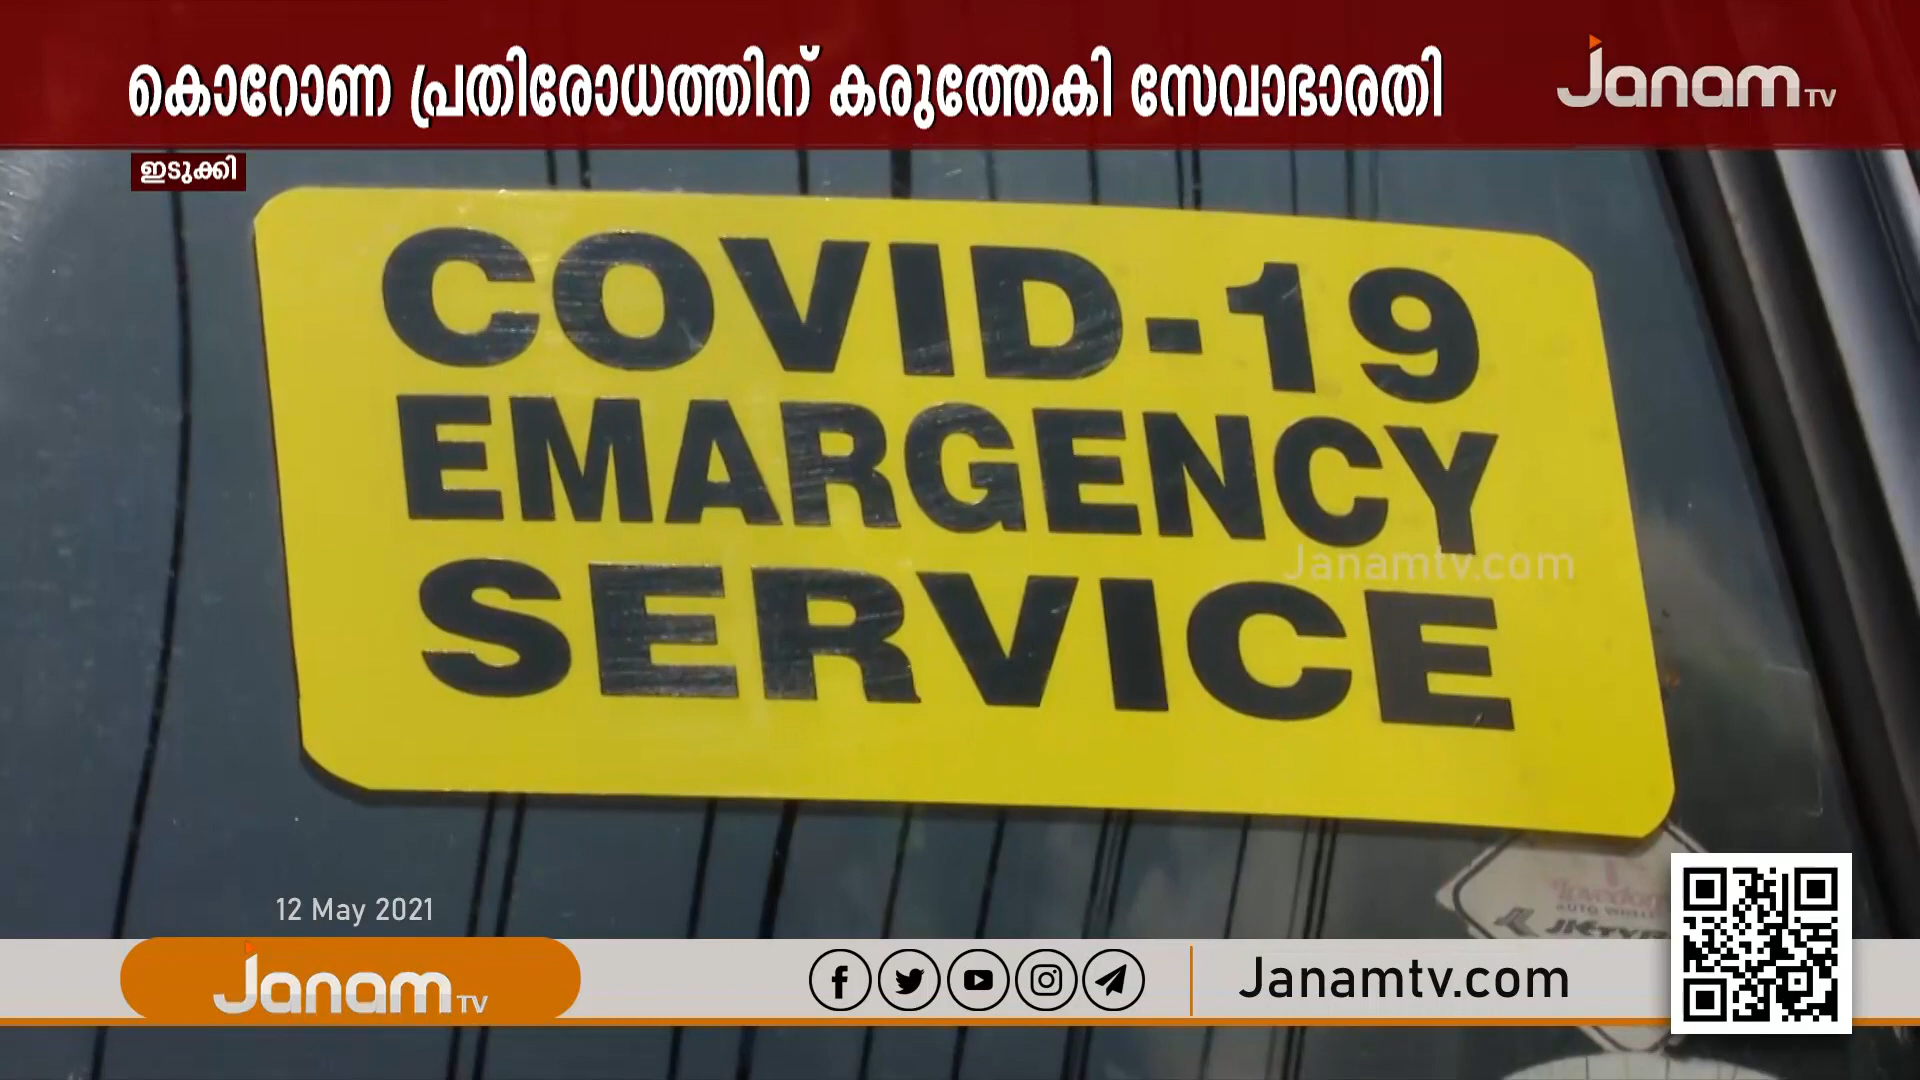 കൊറോണ പ്രതിരോധത്തിന് കരുത്തേകി സേവാഭാരതി
Janam TV
ഇടുക്കി
COVID-19
EMARGENCY
SERVICE
Janamtv.com
12 May 2021
Janam TV
Janamtv.com